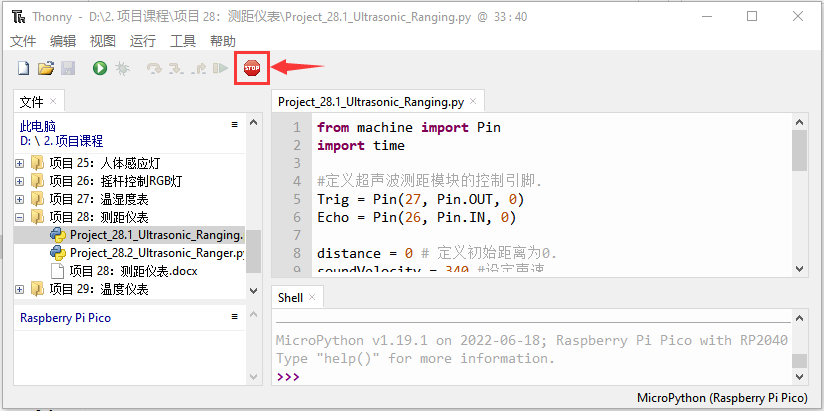 Thonny - D:\2. 项目课程\项目 28：测距仪表\Project_28.1_Ultrasonic_Ranging.py @ 33 : 40
文件 编辑 视图 运行 工具 帮助
STOP
文件
此电脑
D: \ 2. 项目课程
项目 25：人体感应灯
项目 26：摇杆控制RGB灯
项目 27：温湿度表
项目 28：测距仪表
Project_28.1_Ultrasonic_Ranging.
Project_28.2_Ultrasonic_Ranger.py
项目 28：测距仪表.docx
项目 29：温度仪表
Raspberry Pi Pico
Project_28.1_Ultrasonic_Ranging.py
1 from machine import Pin
2 import time
3
4 #定义超声波测距模块的控制引脚.
5 Trig = Pin(27, Pin.OUT, 0)
6 Echo = Pin(26, Pin.IN, 0)
7
8 distance = 0 # 定义初始距离为0.
9 soundVelocity = 340 #设定声速
Shell
MicroPython v1.19.1 on 2022-06-18; Raspberry Pi Pico with RP2040
Type "help()" for more information.
>>>
MicroPython (Raspberry Pi Pico)